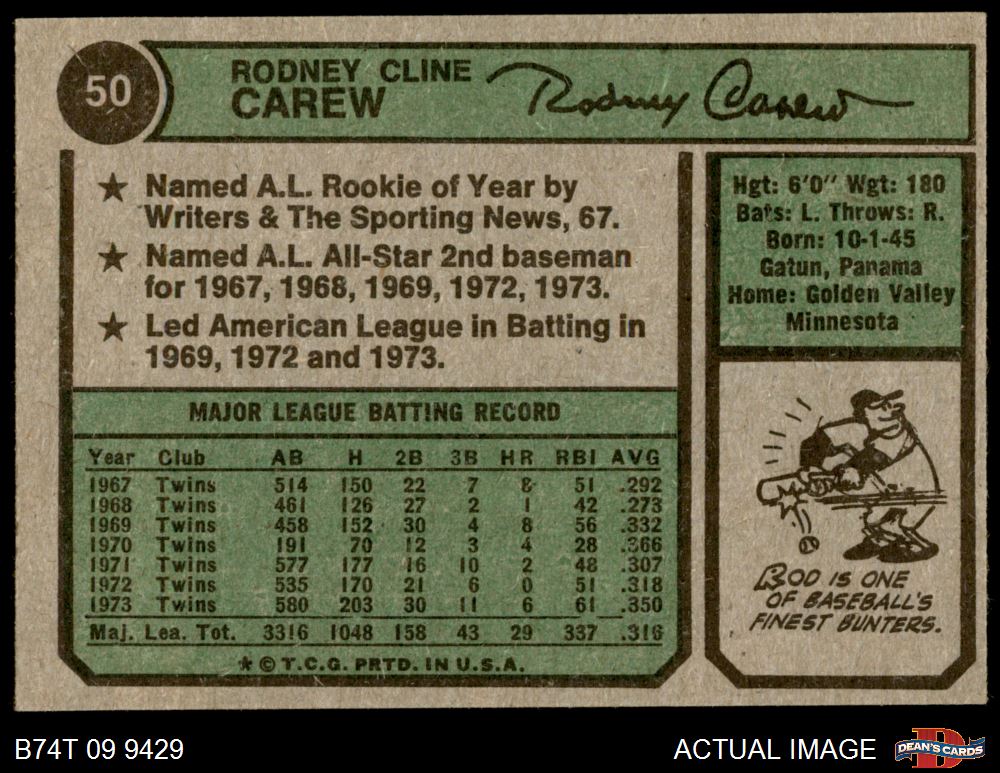 50
RODNEY CLINE
CAREW
Rodney Carew
★ Named A.L. Rookie of Year by
Writers & The Sporting News, 67.
★ Named A.L. All-Star 2nd baseman
for 1967, 1968, 1969, 1972, 1973.
★ Led American League in Batting in
1969, 1972 and 1973.
Hgt: 6'0'' Wgt: 180
Bats: L. Throws: R.
Born: 10-1-45
Gatun, Panama
Home: Golden Valley
Minnesota
MAJOR LEAGUE BATTING RECORD
Year Club AB H 2B 3B HR RBI AVG
1967 Twins 514 150 22 7 8 51 .292
1968 Twins 461 126 27 2 1 42 .273
1969 Twins 458 152 30 4 8 56 .332
1970 Twins 191 70 12 3 4 28 .366
1971 Twins 577 177 16 10 2 48 .307
1972 Twins 535 170 21 6 0 51 .318
1973 Twins 580 203 30 11 6 61 .350
Maj. Lea. Tot. 3316 1048 158 43 29 337 .316
★ © T.C.G. PRTD. IN U.S.A.
ROD IS ONE
OF BASEBALL'S
FINEST BUNTERS.
B74T 09 9429
ACTUAL IMAGE
D
DEAN'S CARDS